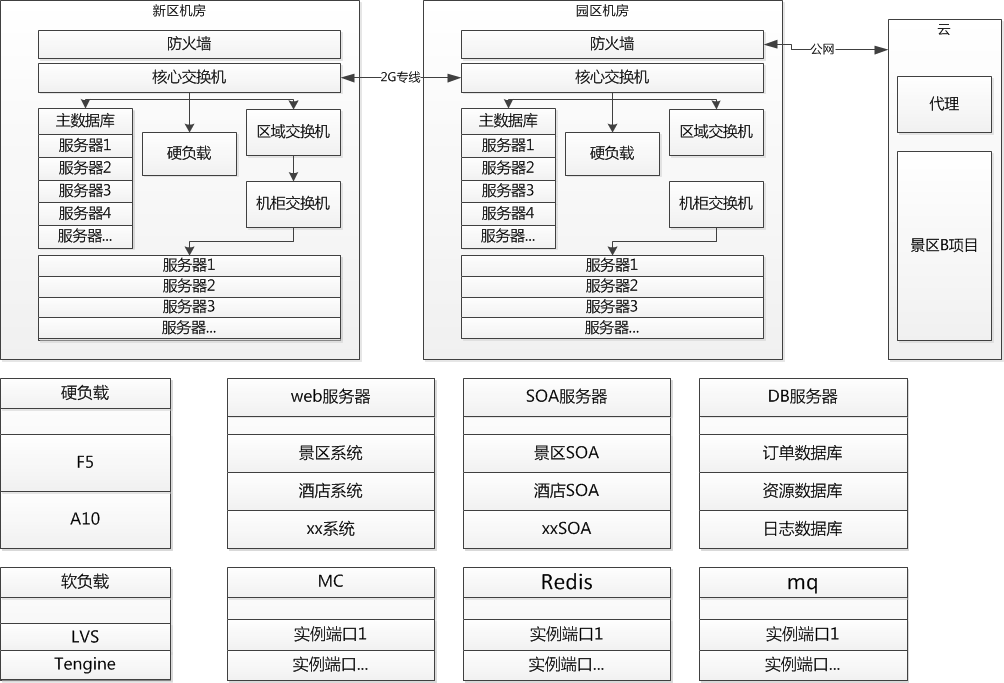 新区机房
防火墙
核心交换机
主数据库
服务器1
服务器2
服务器3
服务器4
服务器...
硬负载
区域交换机
机柜交换机
服务器1
服务器2
服务器3
服务器...
2G专线
园区机房
防火墙
核心交换机
主数据库
服务器1
服务器2
服务器3
服务器4
服务器...
硬负载
区域交换机
机柜交换机
服务器1
服务器2
服务器3
服务器...
公网
云
代理
景区B项目
硬负载
F5
A10
web服务器
景区系统
酒店系统
xx系统
SOA服务器
景区SOA
酒店SOA
xxSOA
DB服务器
订单数据库
资源数据库
日志数据库
软负载
LVS
Tengine
MC
实例端口1
实例端口...
Redis
实例端口1
实例端口...
mq
实例端口1
实例端口...